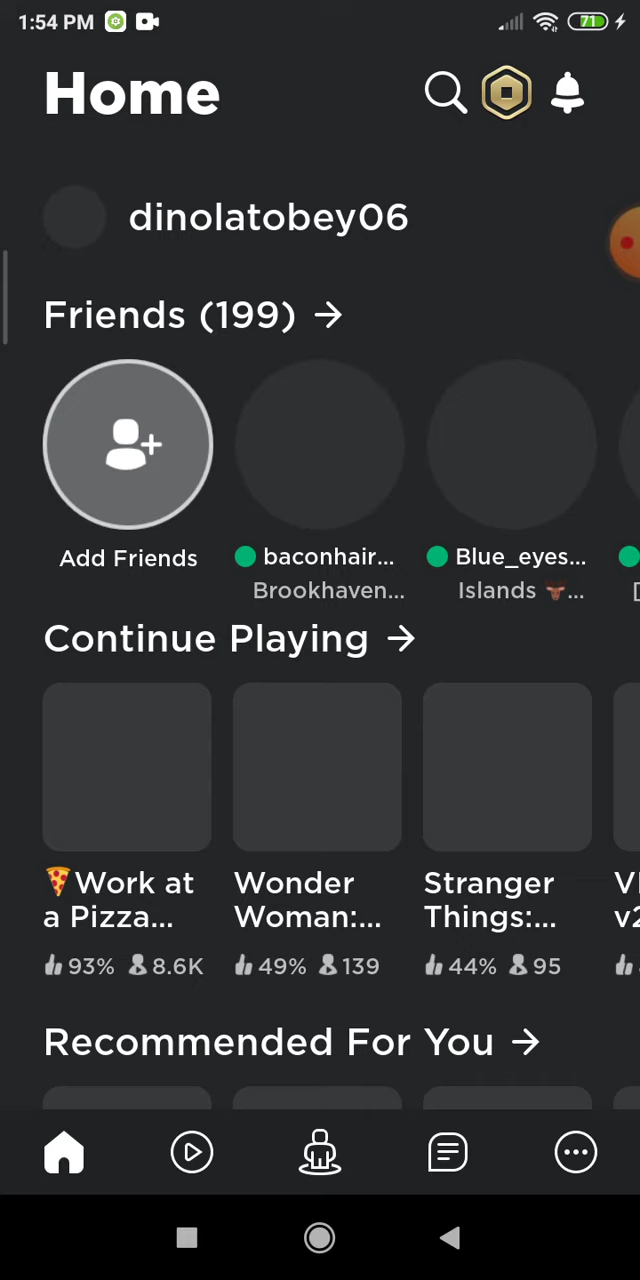 1:54 PM
71
Home
dinolatobey06
Friends (199) →
Add Friends
baconhair...
Blue_eyes...
Brookhaven...
Islands 🐮...
Continue Playing →
🍕Work at a Pizza...
Wonder Woman:...
Stranger Things:...
93% 8.6K
49% 139
44% 95
Recommended For You →